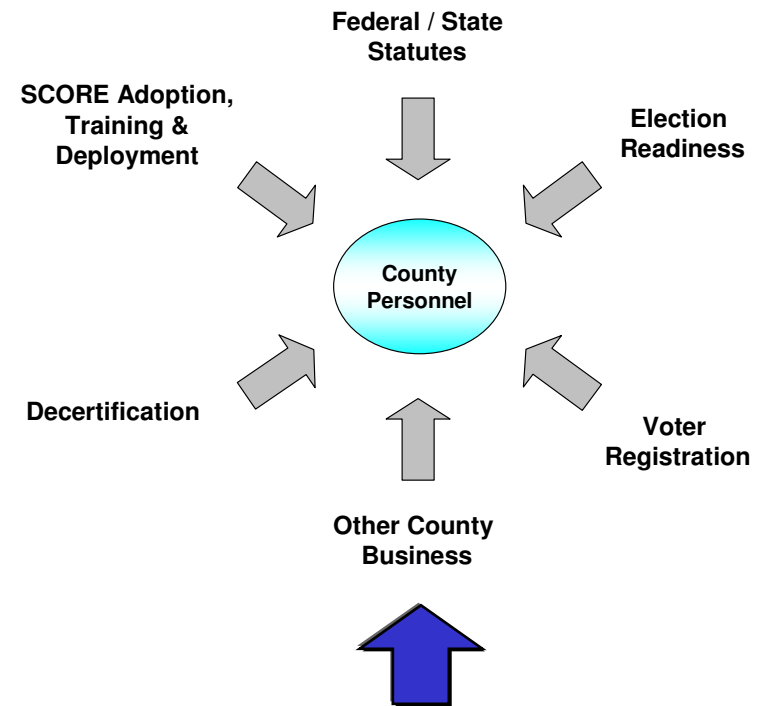 Federal / State
Statutes
SCORE Adoption,
Training &
Deployment
Election
Readiness
County
Personnel
Decertification
Voter
Registration
Other County
Business